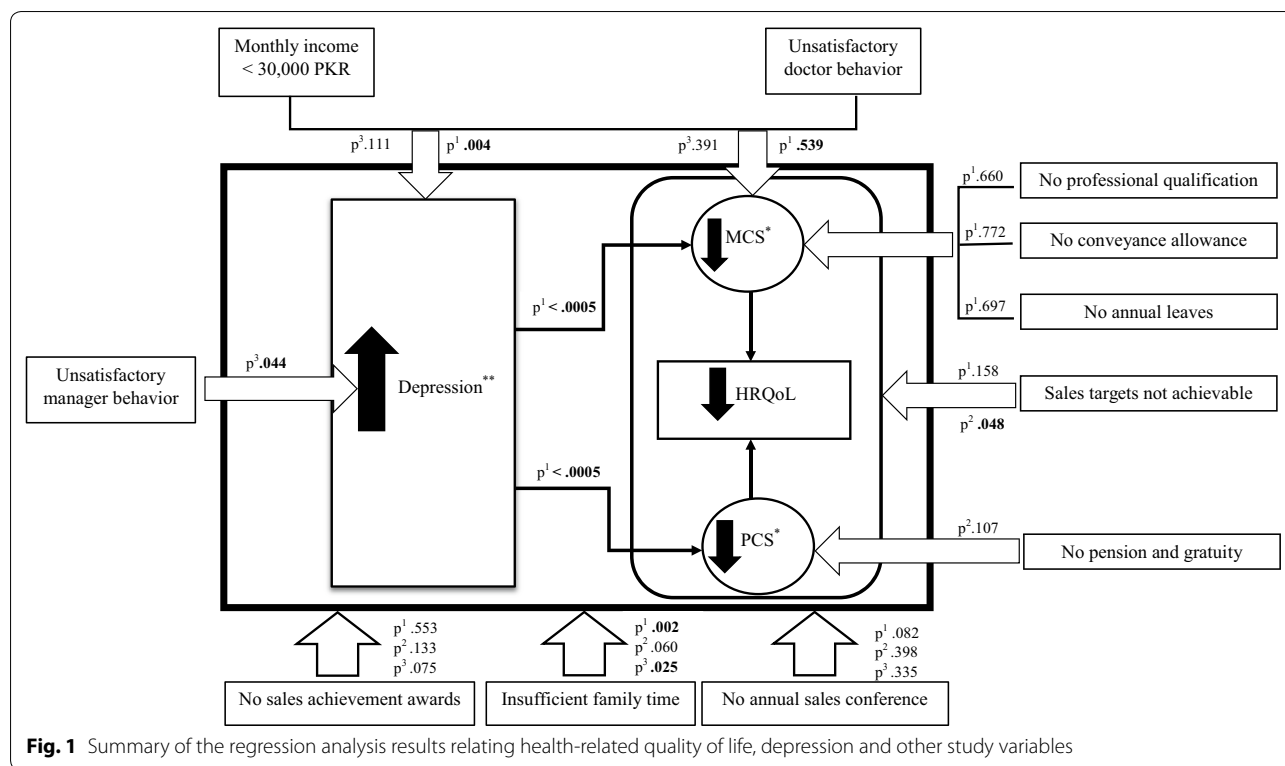 Monthly income
< 30,000 PKR
Unsatisfactory
doctor behavior
p³.111
p¹ .004
p³.391
p¹ .539
p¹.660
No professional qualification
MCS*
p¹.772
No conveyance allowance
p¹ < .0005
p¹.697
No annual leaves
Unsatisfactory
manager behavior
p³.044
Depression**
HRQoL
p¹.158
Sales targets not achievable
p² .048
p¹ < .0005
PCS*
p².107
No pension and gratuity
p¹ .553
p² .133
p³ .075
p¹ .002
p² .060
p³ .025
p¹ .082
p² .398
p³ .335
No sales achievement awards
Insufficient family time
No annual sales conference
Fig. 1 Summary of the regression analysis results relating health-related quality of life, depression and other study variables